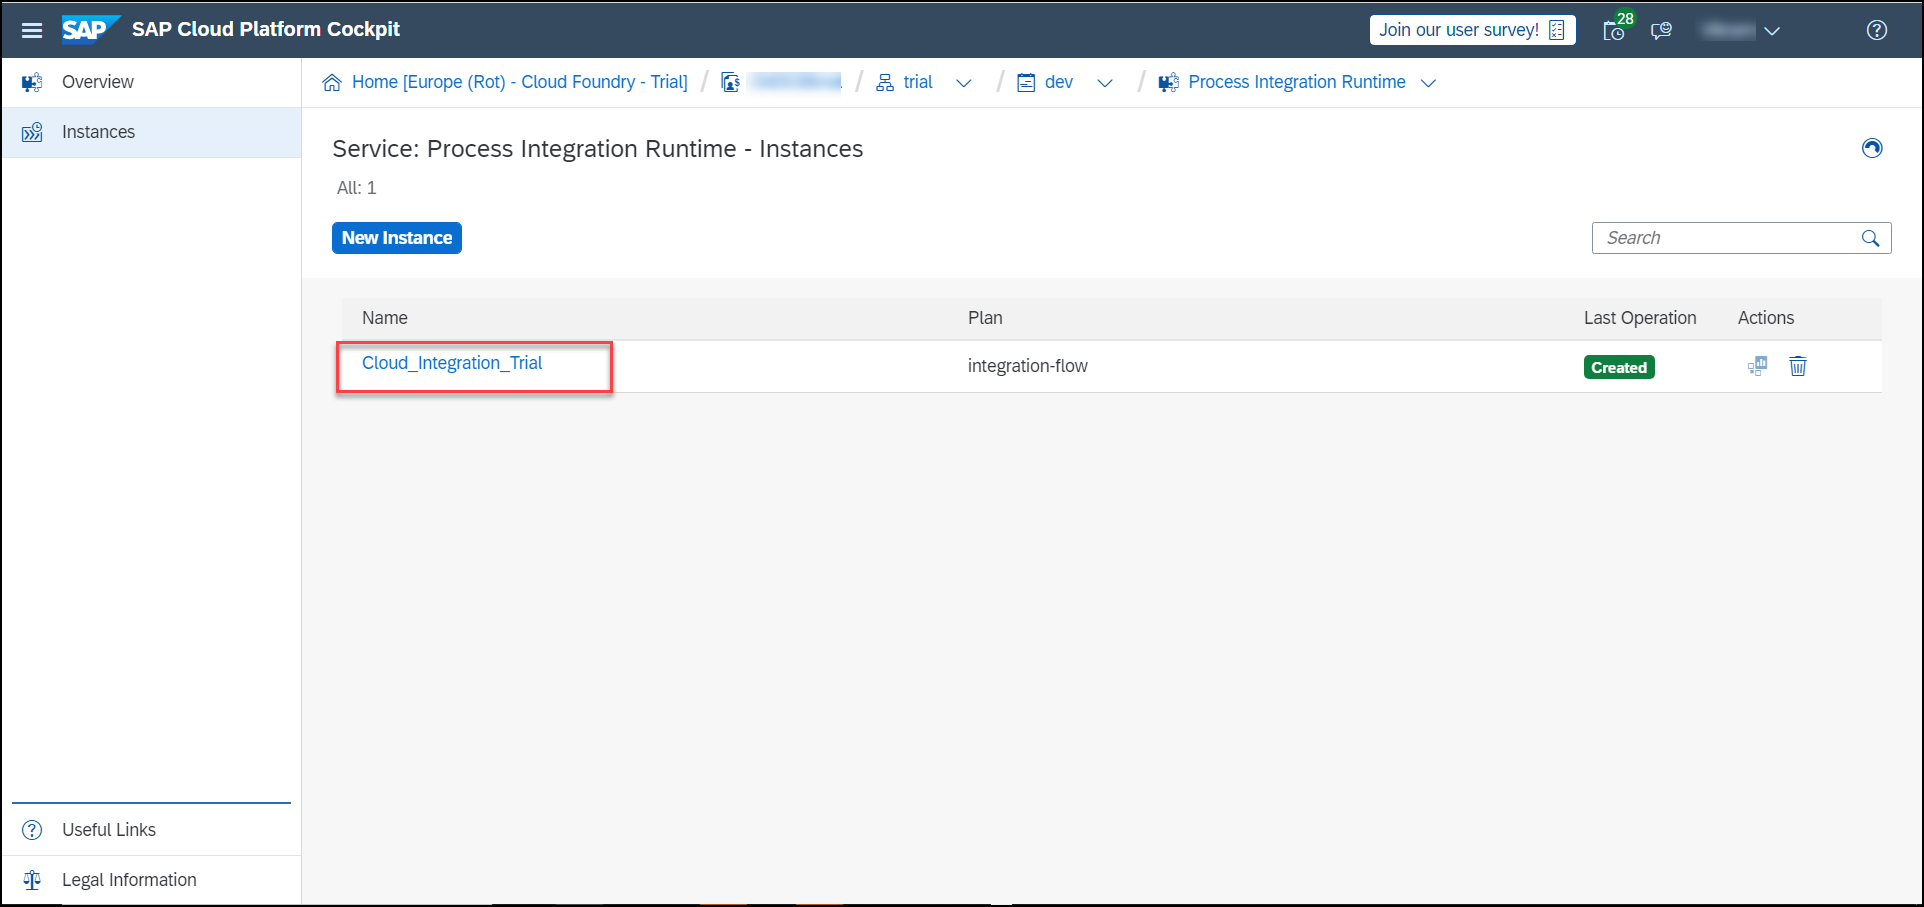 SAP SAP Cloud Platform Cockpit Join our user survey! 28
Overview
Home [Europe (Rot) - Cloud Foundry - Trial] / / trial / dev / Process Integration Runtime
Instances
Service: Process Integration Runtime - Instances
All: 1
New Instance
Search
Name Plan Last Operation Actions
Cloud_Integration_Trial integration-flow Created
Useful Links
Legal Information